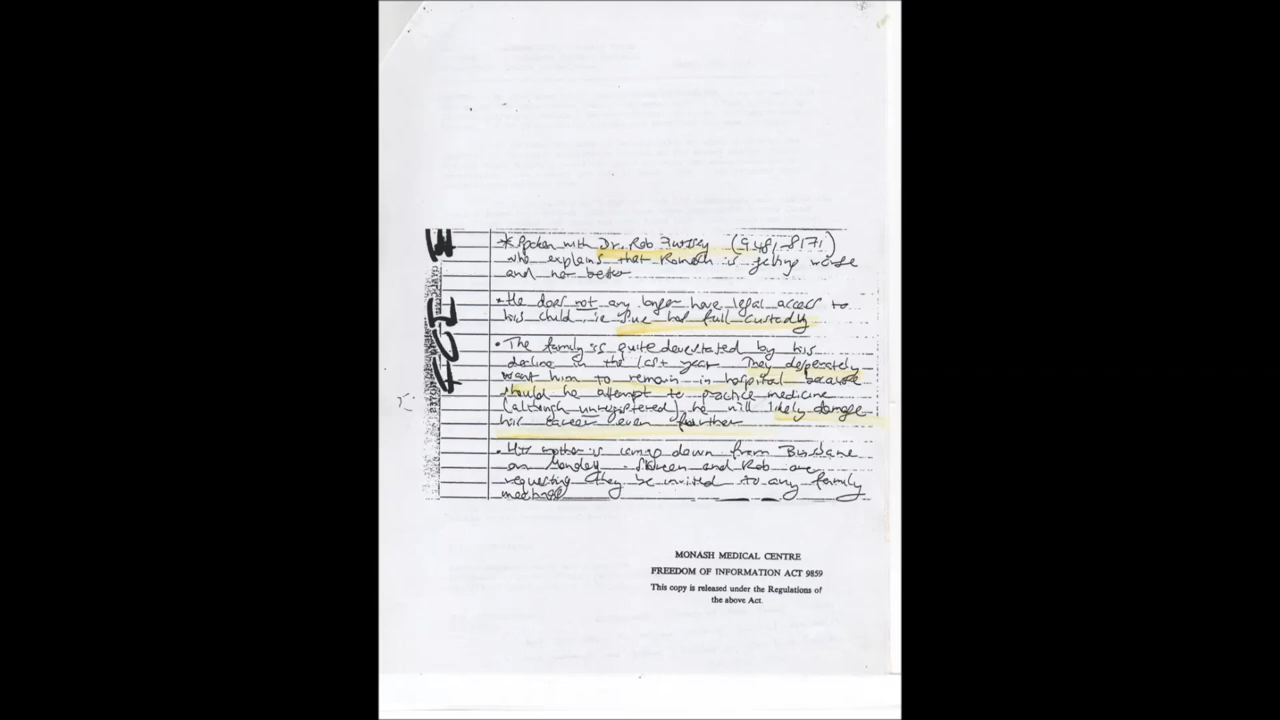 * Spoken with Dr. Rob (9481 8171)
who explains that is getting worse
and not better
• He does not any longer have legal access to
his child ie Sue has full custody
• The family is quite devestated by his
decline in the last year. They desperately
want him to remain in hospital because
should he attempt to practice medicine
(although unregistered) he will likely damage
his career even further
• His mother is down from Brisbane
on Monday. and Rob are
requesting they be invited to any family
FOI
MONASH MEDICAL CENTRE
FREEDOM OF INFORMATION ACT 9859
This copy is released under the Regulations of
the above Act.